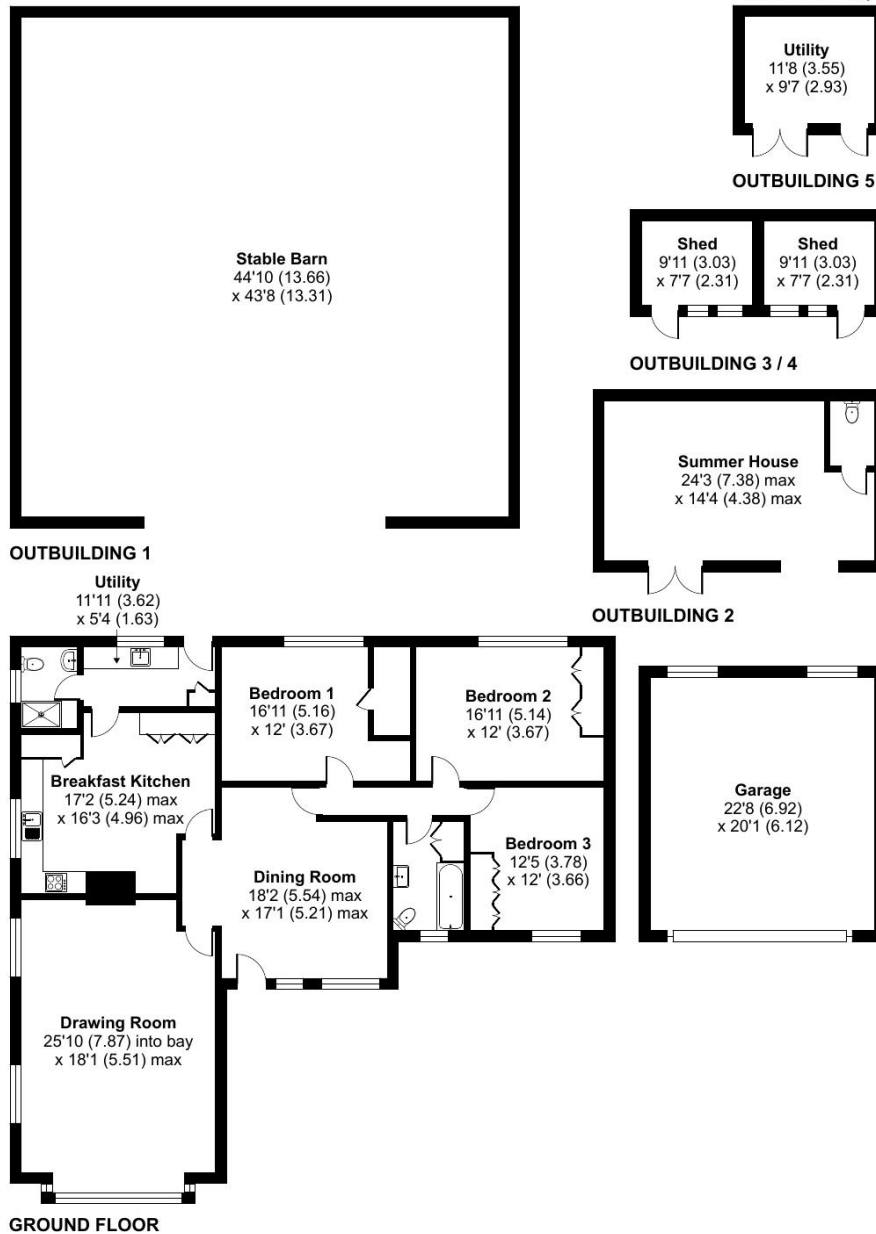 Stable Barn
44'10 (13.66)
x 43'8 (13.31)
OUTBUILDING 1
Utility
11'8 (3.55)
x 9'7 (2.93)
OUTBUILDING 5
Shed
9'11 (3.03)
x 7'7 (2.31)
Shed
9'11 (3.03)
x 7'7 (2.31)
OUTBUILDING 3 / 4
Summer House
24'3 (7.38) max
x 14'4 (4.38) max
OUTBUILDING 2
Utility
11'11 (3.62)
x 5'4 (1.63)
Bedroom 1
16'11 (5.16)
x 12' (3.67)
Bedroom 2
16'11 (5.14)
x 12' (3.67)
Breakfast Kitchen
17'2 (5.24) max
x 16'3 (4.96) max
Dining Room
18'2 (5.54) max
x 17'1 (5.21) max
Bedroom 3
12'5 (3.78)
x 12' (3.66)
Garage
22'8 (6.92)
x 20'1 (6.12)
Drawing Room
25'10 (7.87) into bay
x 18'1 (5.51) max
GROUND FLOOR